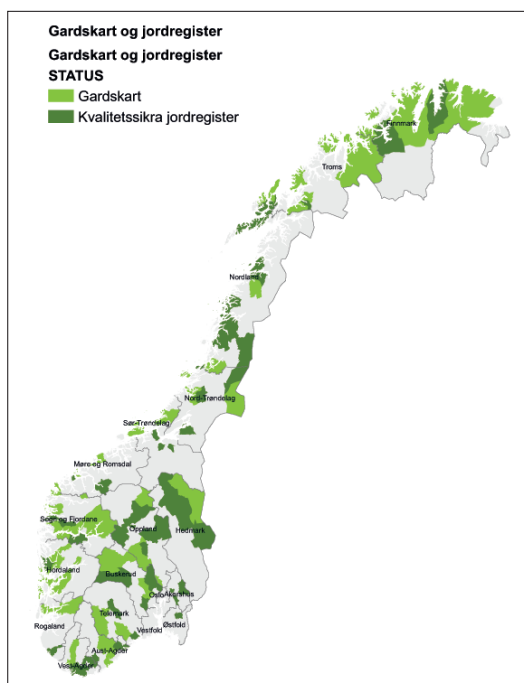 Gardskart og jordregister
Gardskart og jordregister
STATUS
Gardskart
Kvalitetssikra jordregister
Finnmark
Troms
Nordland
Nord-Trøndelag
Sør-Trøndelag
Møre og Romsdal
Sogn og Fjordane
Oppland
Hedmark
Hordaland
Buskerud
Oslo
Akershus
Telemark
Rogaland
Vestfold
Østfold
Aust-Agder
Vest-Agder